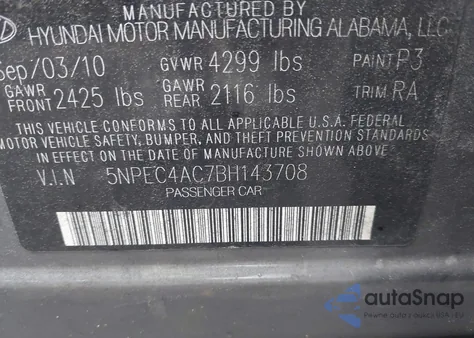 MANUFACTURED BY
HYUNDAI MOTOR MANUFACTURING ALABAMA, LLC
Sep/03/10 GVWR 4299 lbs PAINT P3
GAWR FRONT 2425 lbs GAWR REAR 2116 lbs TRIM RA
THIS VEHICLE CONFORMS TO ALL APPLICABLE U.S.A FEDERAL
MOTOR VEHICLE SAFETY, BUMPER, AND THEFT PREVENTION STANDARDS
IN EFFECT ON THE DATE OF MANUFACTURE SHOWN ABOVE.
V.I.N 5NPEC4AC7BH143708
PASSENGER CAR
autoSnap